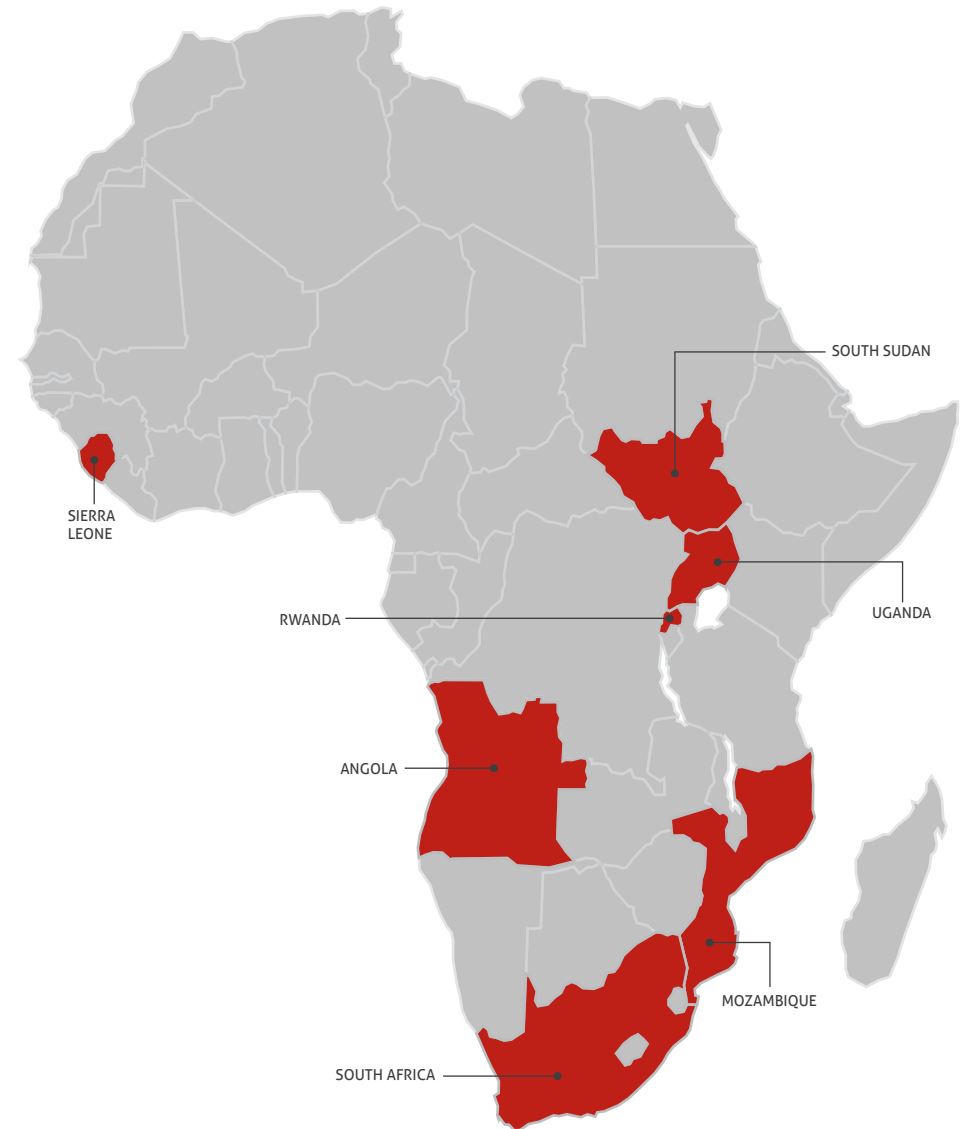 SOUTH SUDAN
SIERRA
LEONE
UGANDA
RWANDA
ANGOLA
MOZAMBIQUE
SOUTH AFRICA